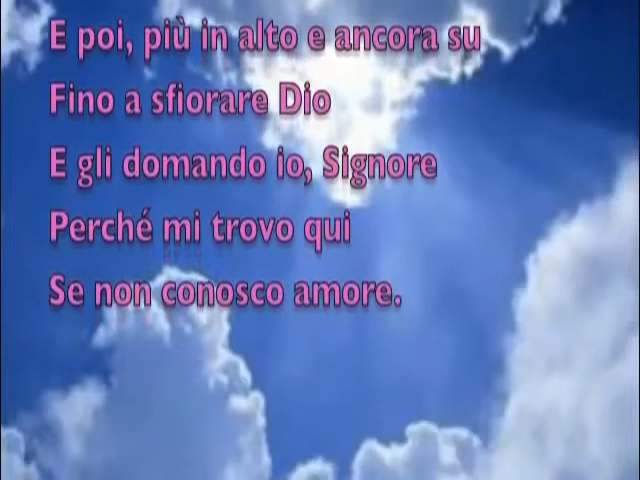 E poi, più in alto e ancora su
Fino a sfiorare Dio
E gli domando io, Signore
Perché mi trovo qui
Se non conosco amore.